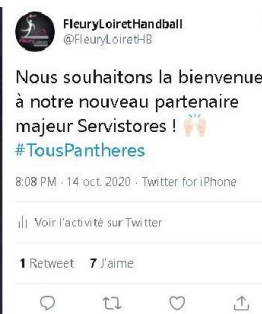 FleuryLoiretHandball
@FleuryLoiretHB
Nous souhaitons la bienvenue
à notre nouveau partenaire
majeur Servistores ! 🙌🏻
#TousPantheres
8:08 PM · 14 oct. 2020 · Twitter for iPhone
Voir l'activité sur Twitter
1 Retweet 7 J'aime